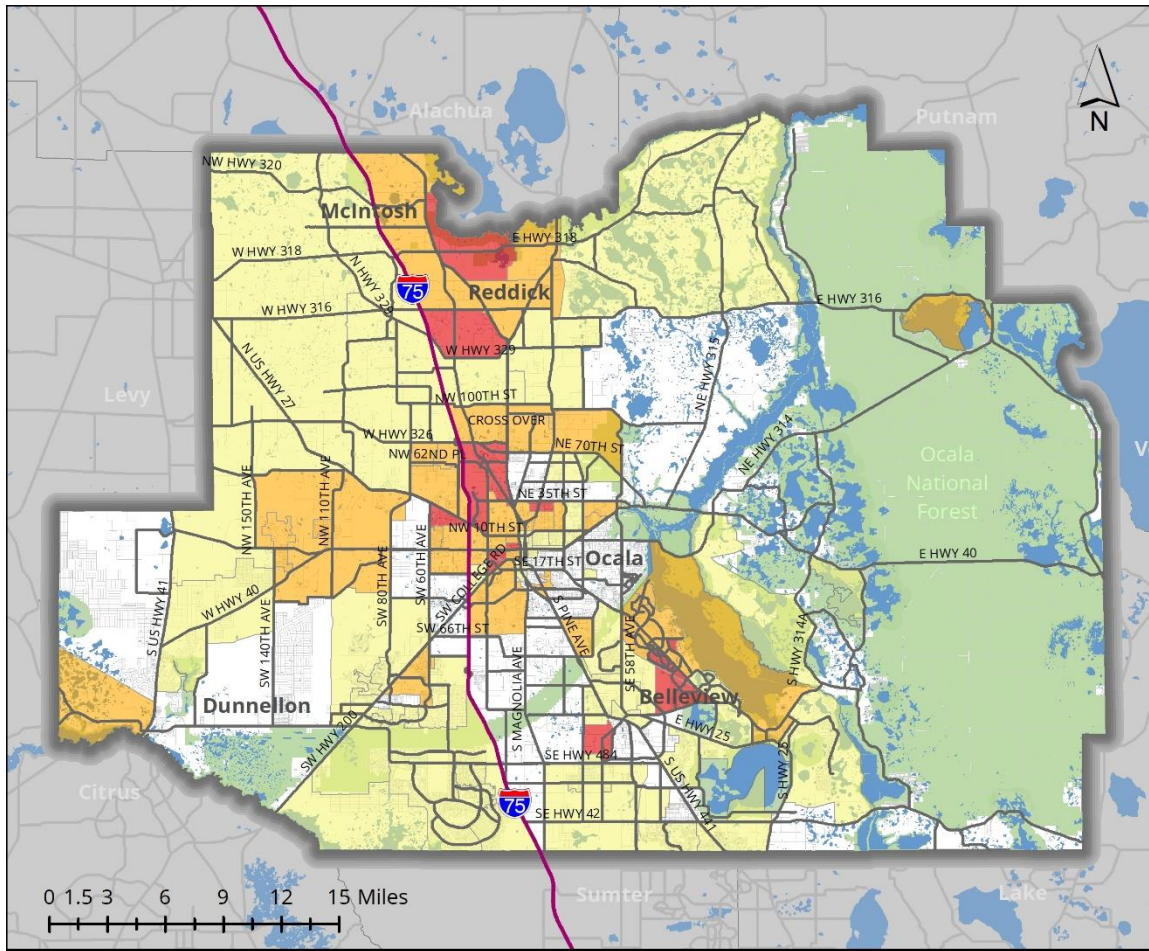 Alachua
Putnam
N
NW HWY 320
McIntosh
E HWY 318
W HWY 318
N HWY 329
75
Reddick
W HWY 316
E HWY 316
W HWY 329
N US HWY 27
NE HWY 315
Levy
NW 100TH ST
CROSS OVER
W HWY 326
NE 70TH ST
NW 62ND PL
NE HWY 314
Ocala
National
Forest
NW 150TH AVE
NW 110TH AVE
NE 35TH ST
NW 10TH ST
SE 17TH ST
Ocala
E HWY 40
SW 80TH AVE
SW 60TH AVE
SW COLLEGE RD
W HWY 40
S US HWY 41
SW 140TH AVE
SW 66TH ST
S PINE AVE
SE 58TH AVE
S HWY 314A
Dunnellon
Belleview
S MAGNOLIA AVE
E HWY 25
SW HWY 200
SE HWY 484
S HWY 25
S US HWY 441
Citrus
75
SE HWY 42
0 1.5 3 6 9 12 15 Miles
Sumter
Lake